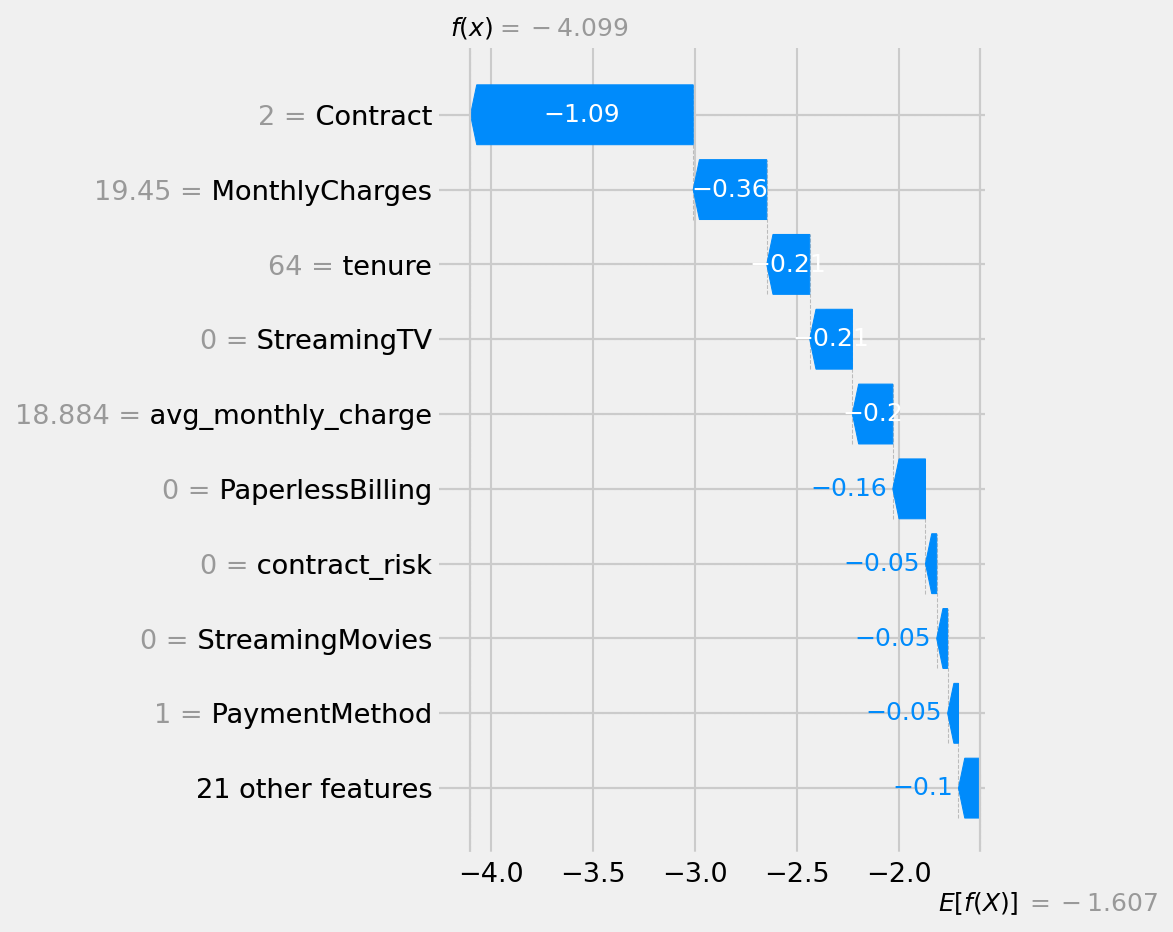 f(x) = −4.099
2 = Contract
−1.09
19.45 = MonthlyCharges
−0.36
64 = tenure
−0.21
0 = StreamingTV
−0.21
18.884 = avg_monthly_charge
−0.2
0 = PaperlessBilling
−0.16
0 = contract_risk
−0.05
0 = StreamingMovies
−0.05
1 = PaymentMethod
−0.05
21 other features
−0.1
−4.0 −3.5 −3.0 −2.5 −2.0
E[f(X)] = −1.607